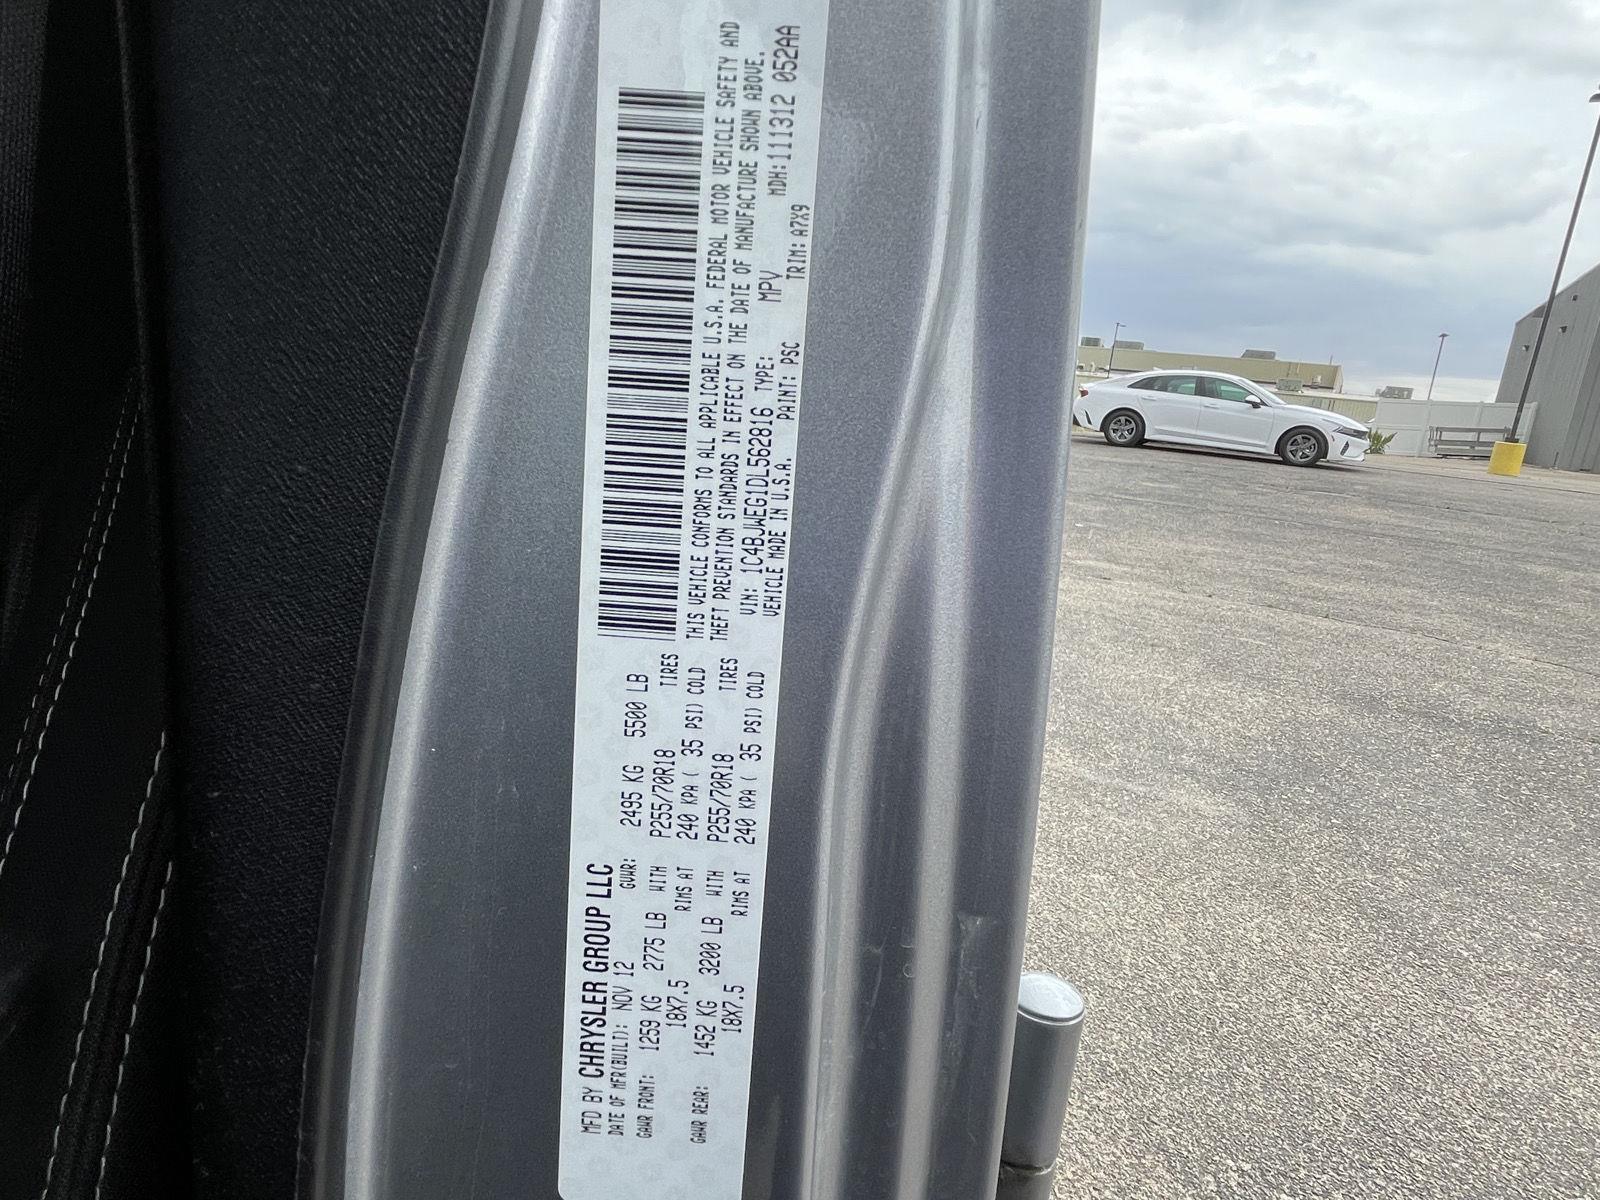 MFD BY CHRYSLER GROUP LLC
DATE OF MFR(BUILT): NOV 12 GVWR: 2495 KG 5500 LB
GAWR FRONT: 1259 KG 2775 LB WITH P255/70R18 TIRES
18X7.5 RIMS AT 240 KPA ( 35 PSI) COLD
GAWR REAR: 1452 KG 3200 LB WITH P255/70R18 TIRES
18X7.5 RIMS AT 240 KPA ( 35 PSI) COLD
THIS VEHICLE CONFORMS TO ALL APPLICABLE U.S.A. FEDERAL MOTOR VEHICLE SAFETY AND
THEFT PREVENTION STANDARDS IN EFFECT ON THE DATE OF MANUFACTURE SHOWN ABOVE.
VIN: 1C4BJWEG1DL562816 TYPE: MPV MDH:111312 052AA
VEHICLE MADE IN U.S.A. PAINT: PSC TRIM: A7X9